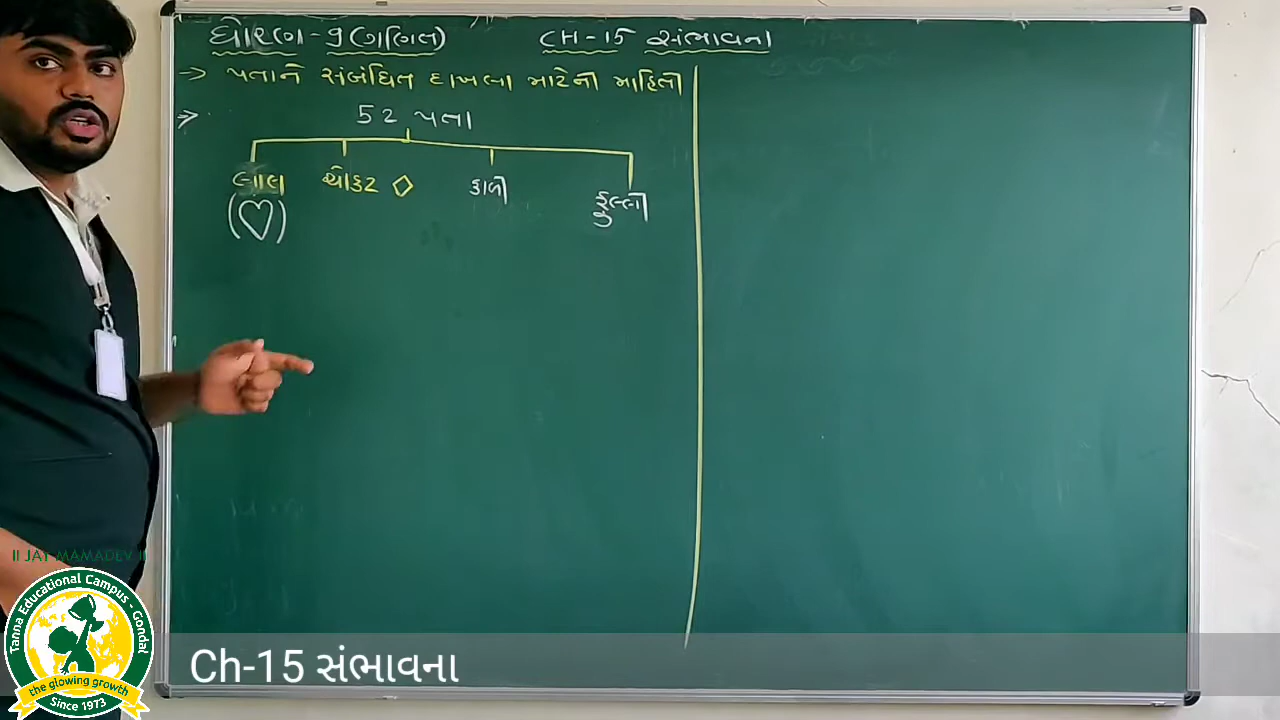 ધોરણ-9 (ગણિત) CH-15 સંભાવના
→ પતાને સંબંધિત દાખલા માટેની માહિતી
⇒ 52 પતા
લાલ ચોકટ ◇ કાળી ફુલ્લી
(♡)
II JAY MAMADEV II
Tanna Educational Campus - Gondal
the glowing growth
Since 1973
Ch-15 સંભાવના